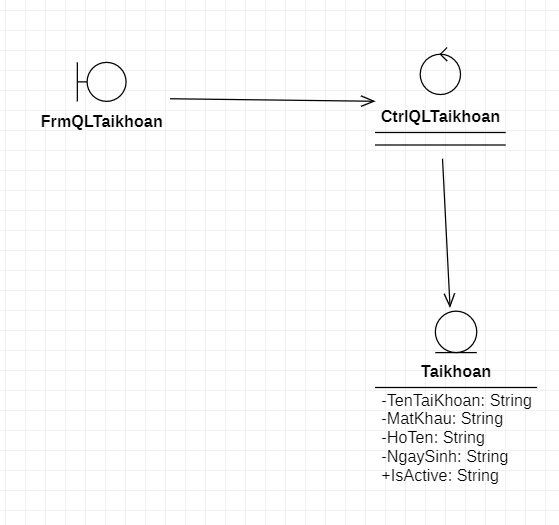 FrmQLTaikhoan
CtrlQLTaikhoan
Taikhoan
-TenTaiKhoan: String
-MatKhau: String
-HoTen: String
-NgaySinh: String
+IsActive: String